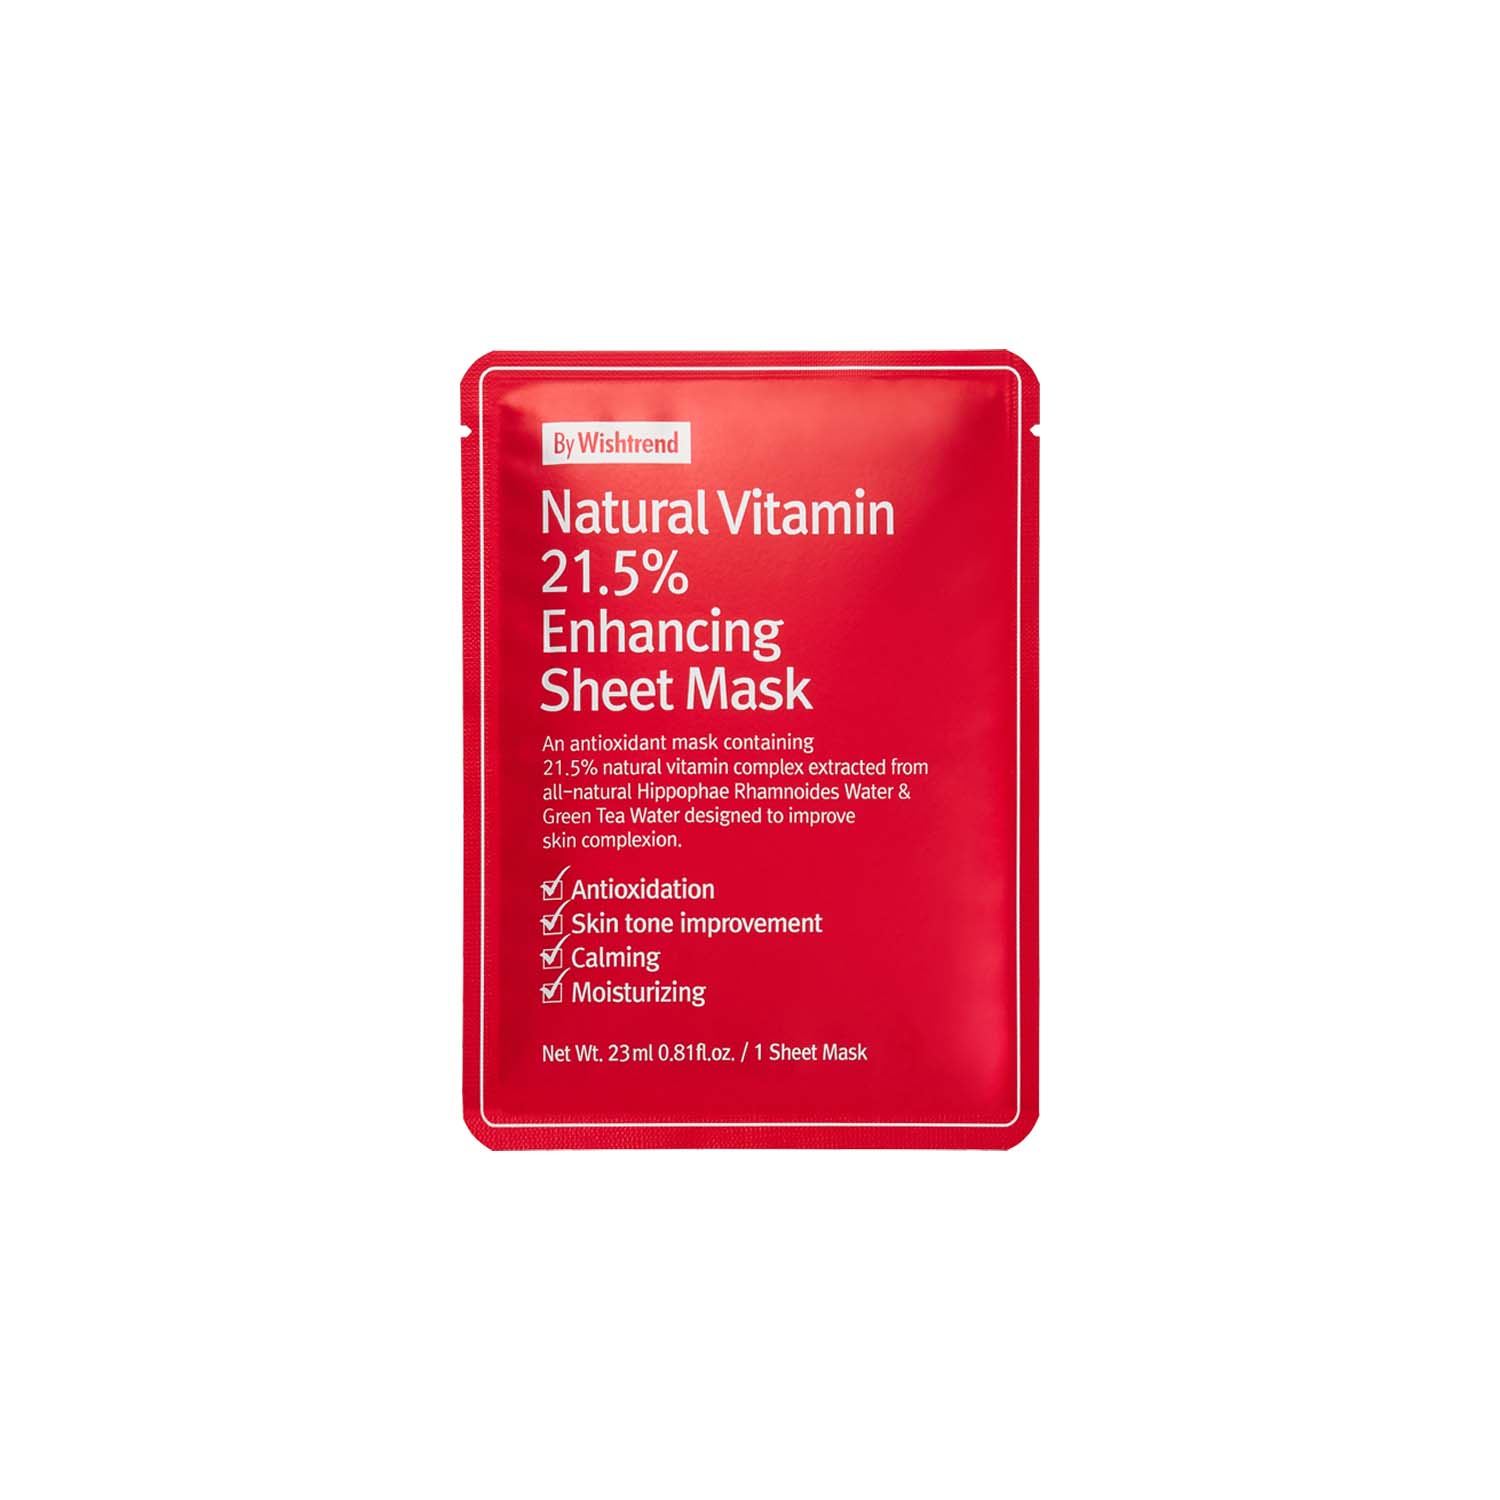 By Wishtrend
Natural Vitamin
21.5%
Enhancing
Sheet Mask
An antioxidant mask containing
21.5% natural vitamin complex extracted from
all-natural Hippophae Rhamnoides Water &
Green Tea Water designed to improve
skin complexion.
Antioxidation
Skin tone improvement
Calming
Moisturizing
Net Wt. 23ml 0.81fl.oz. / 1 Sheet Mask